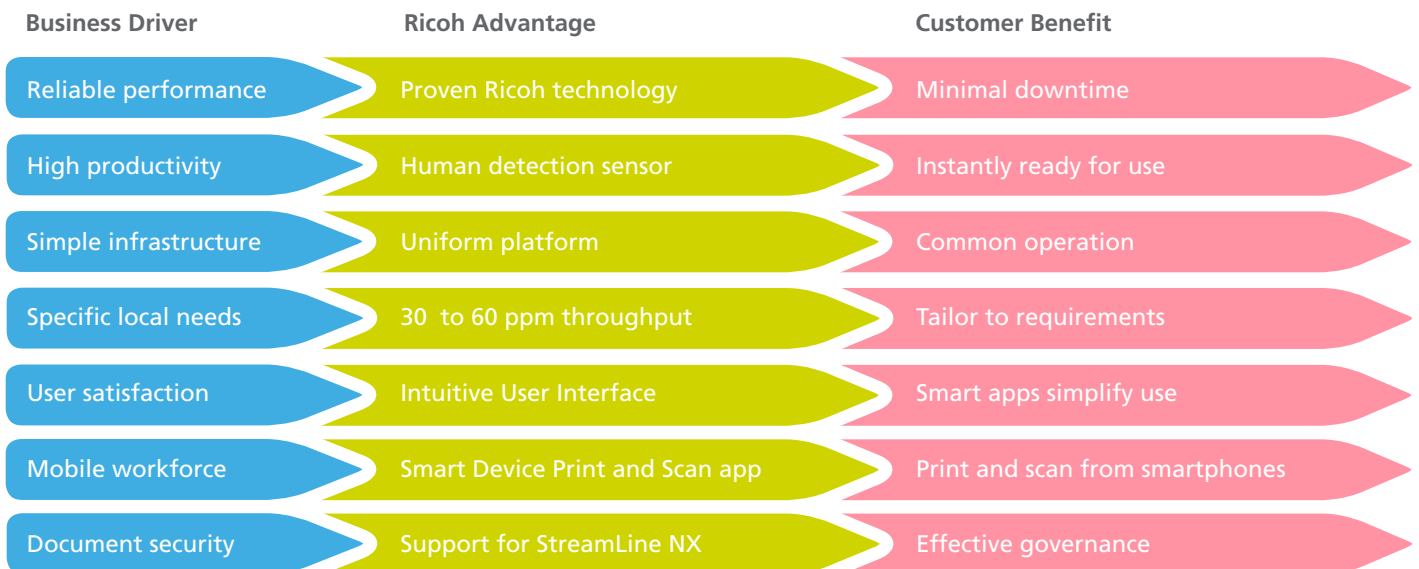 Business Driver Ricoh Advantage Customer Benefit
Reliable performance Proven Ricoh technology Minimal downtime
High productivity Human detection sensor Instantly ready for use
Simple infrastructure Uniform platform Common operation
Specific local needs 30 to 60 ppm throughput Tailor to requirements
User satisfaction Intuitive User Interface Smart apps simplify use
Mobile workforce Smart Device Print and Scan app Print and scan from smartphones
Document security Support for StreamLine NX Effective governance